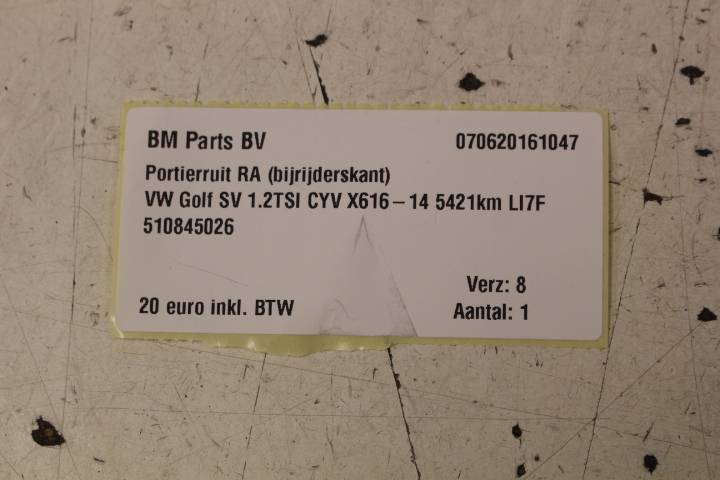 BM Parts BV 070620161047
Portierruit RA (bijrijderskant)
VW Golf SV 1.2TSI CYV X616-14 5421km LI7F
510845026
Verz: 8
20 euro inkl. BTW Aantal: 1